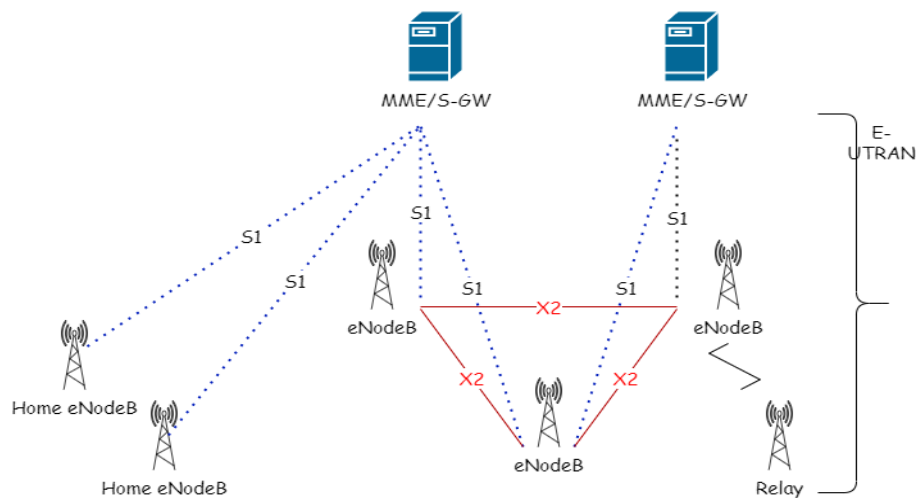 MME/S-GW
MME/S-GW
E-
UTRAN
S1
S1
S1
S1
S1
S1
X2
eNodeB
eNodeB
X2
X2
Home eNodeB
eNodeB
Home eNodeB
Relay